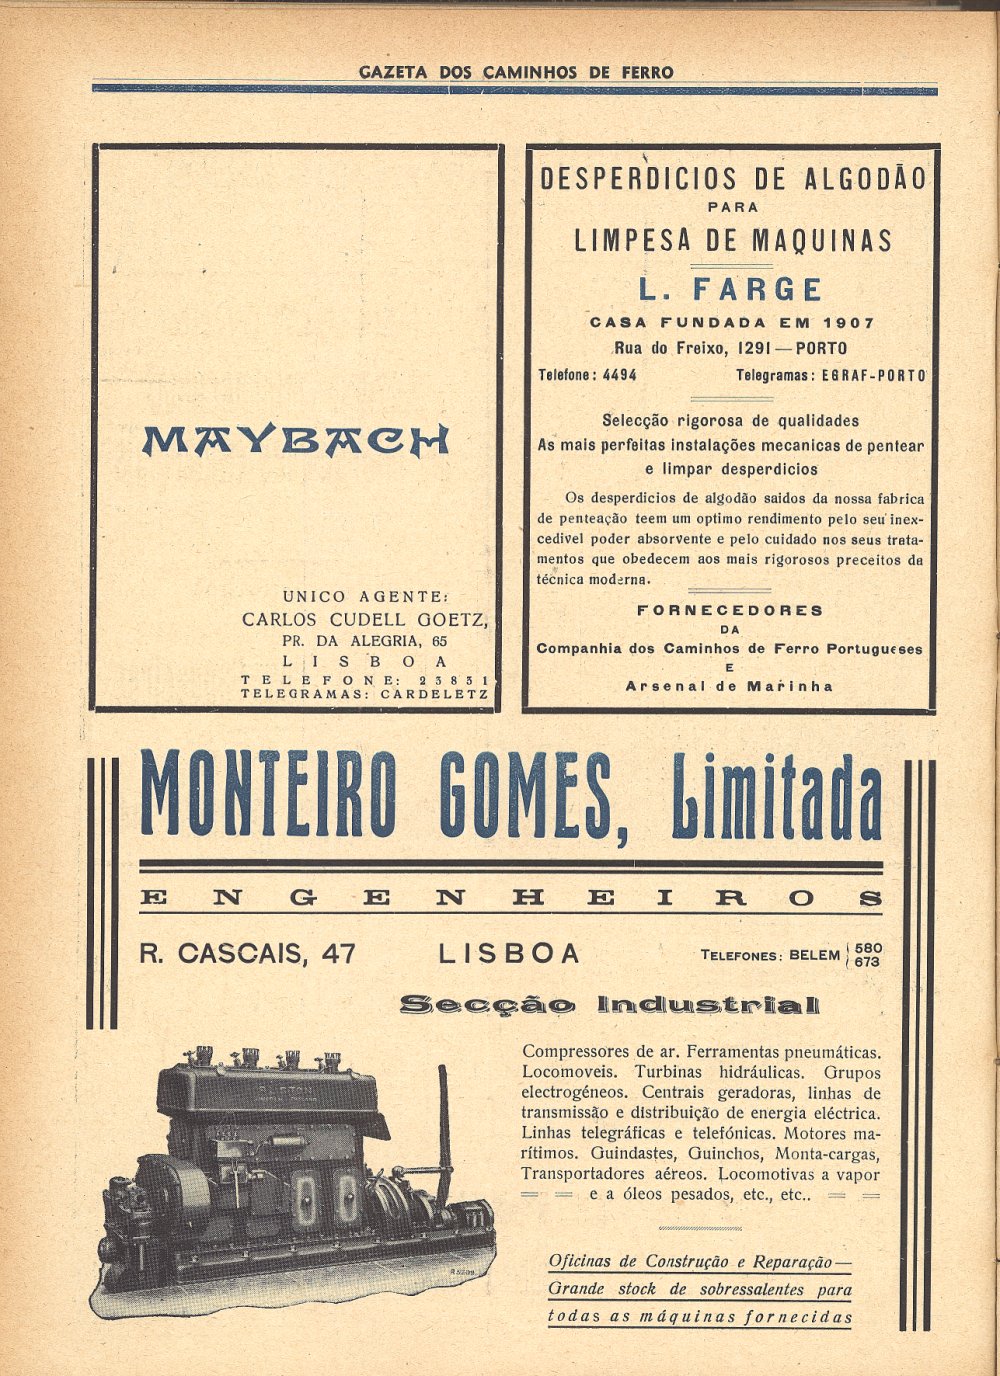 GAZETA DOS CAMINHOS DE FERRO
MAYBACH
UNICO AGENTE:
CARLOS CUDELL GOETZ,
PR. DA ALEGRIA, 65
LISBOA
TELEFONE: 23831
TELEGRAMAS: CARDELETZ
DESPERDICIOS DE ALGODÃO
PARA
LIMPESA DE MAQUINAS
L. FARGE
CASA FUNDADA EM 1907
Rua do Freixo, 1291 — PORTO
Telefone: 4494 Telegramas: EGRAF-PORTO
Selecção rigorosa de qualidades
As mais perfeitas instalações mecanicas de pentear
e limpar desperdicios
Os desperdicios de algodão saidos da nossa fabrica
de penteação teem um optimo rendimento pelo seu inex-
cedivel poder absorvente e pelo cuidado nos seus trata-
mentos que obedecem aos mais rigorosos preceitos da
técnica moderna.
FORNECEDORES
DA
Companhia dos Caminhos de Ferro Portugueses
E
Arsenal de Marinha
MONTEIRO GOMES, Limitada
ENGENHEIROS
R. CASCAIS, 47 LISBOA TELEFONES: BELEM { 580
673
Secção Industrial
Compressores de ar. Ferramentas pneumáticas.
Locomoveis. Turbinas hidráulicas. Grupos
electrogéneos. Centrais geradoras, linhas de
transmissão e distribuição de energia eléctrica.
Linhas telegráficas e telefónicas. Motores ma-
rítimos. Guindastes, Guinchos, Monta-cargas,
Transportadores aéreos. Locomotivas a vapor
e a óleos pesados, etc., etc..
Oficinas de Construção e Reparação—
Grande stock de sobressalentes para
todas as máquinas fornecidas